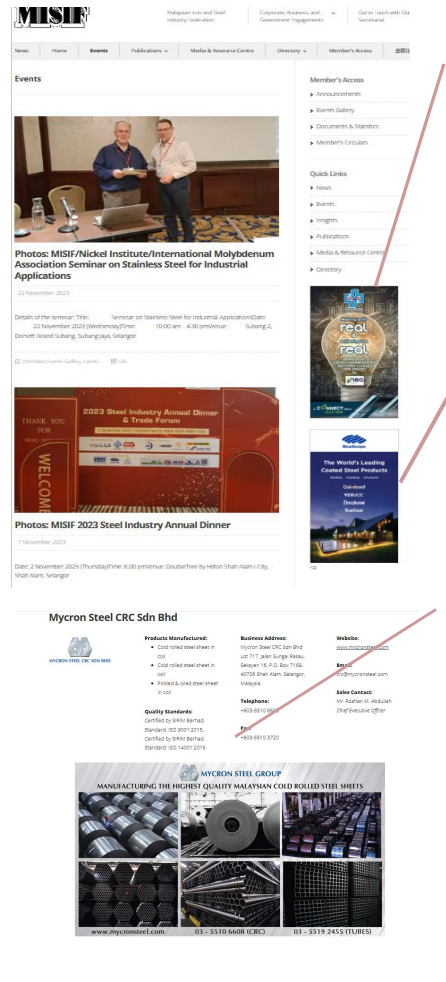 MISIF
Malaysian Iron and Steel
Industry Federation
Corporate, Business, and
Government Engagements
Get in Touch with Our
Secretariat
News Home Events Publications Media & Resource Centre Directory Member's Access
Events
Photos: MISIF/Nickel Institute/International Molybdenum
Association Seminar on Stainless Steel for Industrial
Applications
22 November 2023
Details of the seminar: Title: Seminar on Stainless Steel for Industrial ApplicationsDate:
22 November 2023 (Wednesday)Time: 10.00 am - 4.30 pmVenue: Subang 2,
Dorsett Grand Subang, Subang Jaya, Selangor
(Member) Events Gallery, Events Edit
THANK YOU
FOR
WELCOME
2023 Steel Industry Annual Dinner
& Trade Forum
Photos: MISIF 2023 Steel Industry Annual Dinner
7 November 2023
Date: 2 November 2023 (Thursday)Time: 8.00 pmVenue: DoubleTree by Hilton Shah Alam i-City,
Shah Alam, Selangor
Member's Access
Announcements
Events Gallery
Documents & Statistics
Member's Circulars
Quick Links
News
Events
Insights
Publications
Media & Resource Centre
Directory
real
real
nea
BlueScope
The World's Leading
Coated Steel Products
Colorbond
Zincalume
TrueCore
Mycron Steel CRC Sdn Bhd
MYCRON STEEL CRC SDN BHD
Products Manufactured:
Cold rolled steel sheet in
coil
Cold rolled steel sheet in
coil
Pickled & oiled steel sheet
in coil
Quality Standards:
Certified by SIRIM Berhad.
Standard: ISO 9001:2015.
Certified by SIRIM Berhad.
Standard: ISO 14001:2015
Business Address:
Mycron Steel CRC Sdn Bhd
Lot 717, Jalan Sungai Rasau,
Seksyen 16, P.O. Box 7168,
40706 Shah Alam, Selangor,
Malaysia
Telephone:
+603-5510
Fax:
+603-5510 3720
Website:
www.mycronsteel.com
Email:
crc@mycronsteel.com
Sales Contact:
Mr. Roshan M. Abdullah
Chief Executive Officer
MYCRON STEEL GROUP
MANUFACTURING THE HIGHEST QUALITY MALAYSIAN COLD ROLLED STEEL SHEETS
www.mycronsteel.com 03 - 5510 6608 (CRC) 03 - 5519 2455 (TUBES)